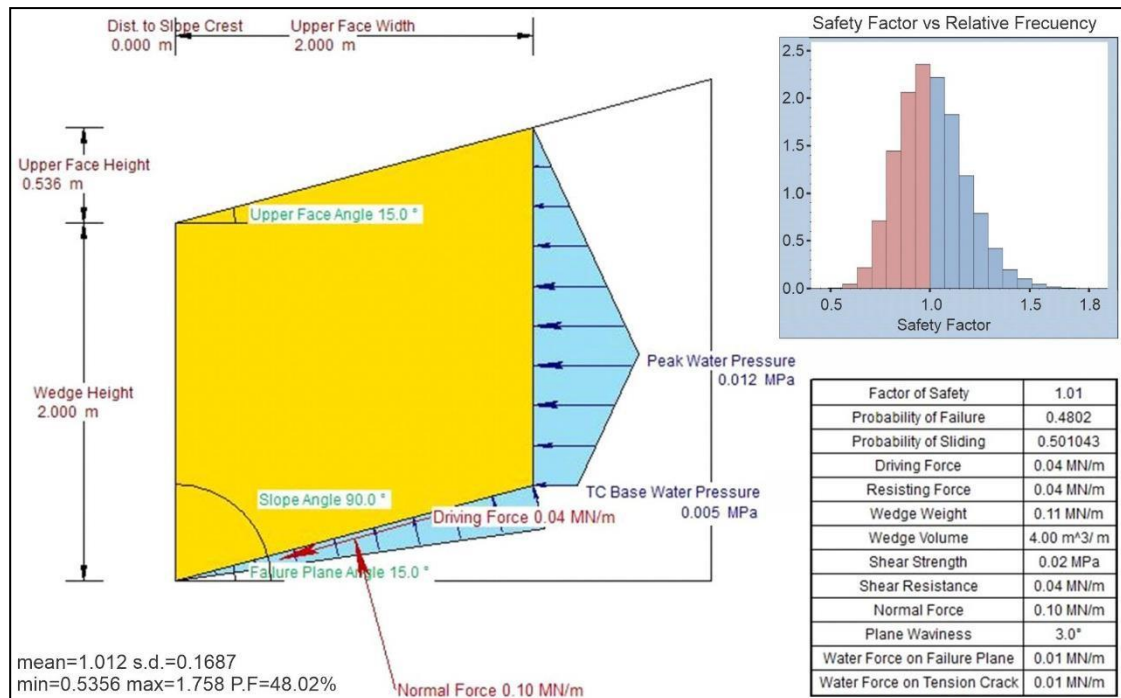 Dist. to Slope Crest
0.000 m
Upper Face Width
2.000 m
Upper Face Height
0.536 m
Upper Face Angle 15.0 °
Wedge Height
2.000 m
Peak Water Pressure
0.012 MPa
Slope Angle 90.0 °
TC Base Water Pressure
0.005 MPa
Driving Force 0.04 MN/m
Failure Plane Angle 15.0 °
Normal Force 0.10 MN/m
mean=1.012 s.d.=0.1687
min=0.5356 max=1.758 P.F=48.02%
Safety Factor vs Relative Frecuency
2.5
2.0
1.5
1.0
0.5
0.0
0.5 1.0 1.5 1.8
Safety Factor
Factor of Safety 1.01
Probability of Failure 0.4802
Probability of Sliding 0.501043
Driving Force 0.04 MN/m
Resisting Force 0.04 MN/m
Wedge Weight 0.11 MN/m
Wedge Volume 4.00 m^3/ m
Shear Strength 0.02 MPa
Shear Resistance 0.04 MN/m
Normal Force 0.10 MN/m
Plane Waviness 3.0°
Water Force on Failure Plane 0.01 MN/m
Water Force on Tension Crack 0.01 MN/m